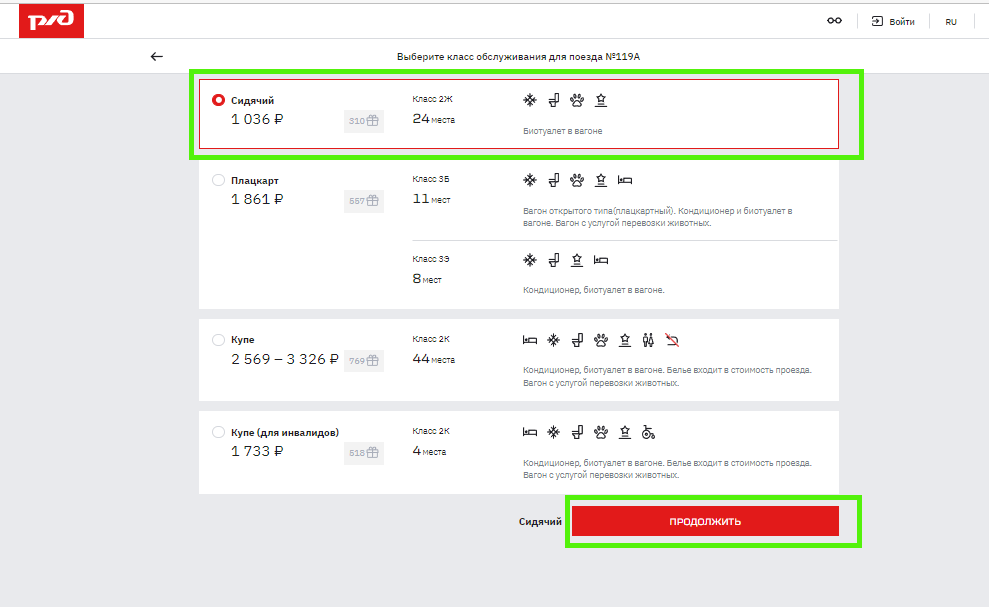 ржд
Войти
RU
Выберите класс обслуживания для поезда №119А
Сидячий
1 036 ₽
310
Класс 2Ж
24 места
Биотуалет в вагоне
Плацкарт
1 861 ₽
557
Класс 3Б
11 мест
Вагон открытого типа(плацкартный). Кондиционер и биотуалет в
вагоне. Вагон с услугой перевозки животных.
Класс 3Э
8 мест
Кондиционер, биотуалет в вагоне.
Купе
2 569 – 3 326 ₽
769
Класс 2К
44 места
Кондиционер, биотуалет в вагоне. Белье входит в стоимость проезда.
Вагон с услугой перевозки животных.
Купе (для инвалидов)
1 733 ₽
518
Класс 2К
4 места
Кондиционер, биотуалет в вагоне. Белье входит в стоимость проезда.
Вагон с услугой перевозки животных.
Сидячий
ПРОДОЛЖИТЬ